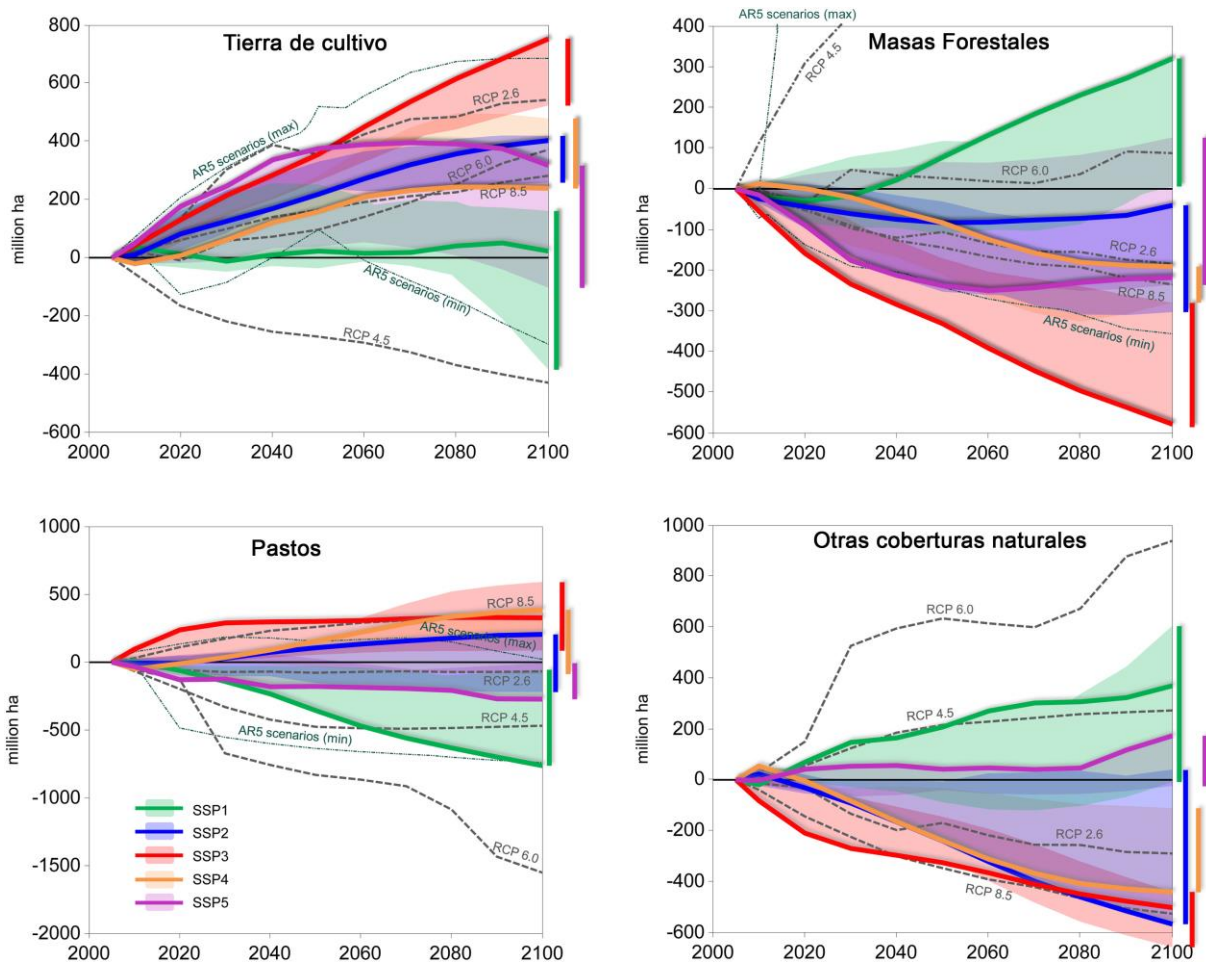 Tierra de cultivo
million ha
800
600
400
200
0
-200
-400
-600
2000
2020
2040
2060
2080
2100
AR5 scenarios (max)
RCP 2.6
RCP 6.0
RCP 8.5
AR5 scenarios (min)
RCP 4.5
Masas Forestales
million ha
400
300
200
100
0
-100
-200
-300
-400
-500
-600
2000
2020
2040
2060
2080
2100
AR5 scenarios (max)
RCP 4.5
RCP 6.0
RCP 2.6
RCP 8.5
AR5 scenarios (min)
Pastos
million ha
1000
500
0
-500
-1000
-1500
-2000
2000
2020
2040
2060
2080
2100
RCP 8.5
AR5 scenarios (max)
RCP 2.6
RCP 4.5
AR5 scenarios (min)
RCP 6.0
SSP1
SSP2
SSP3
SSP4
SSP5
Otras coberturas naturales
million ha
1000
800
600
400
200
0
-200
-400
-600
2000
2020
2040
2060
2080
2100
RCP 6.0
RCP 4.5
RCP 2.6
RCP 8.5